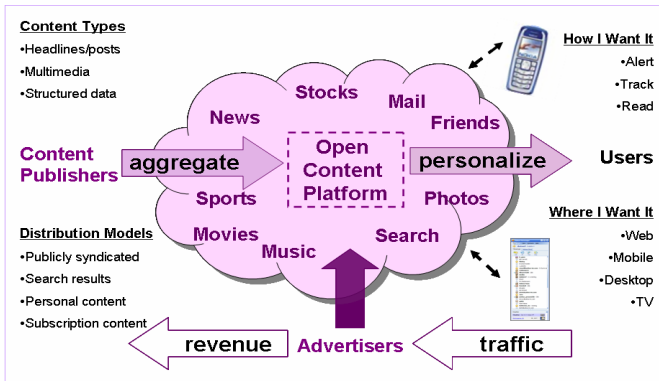 Content Types
•Headlines/posts
•Multimedia
•Structured data
How I Want It
•Alert
•Track
•Read
Stocks
Mail
News
Friends
Content
Publishers
aggregate
Open
Content
Platform
personalize
Users
Sports
Photos
Movies
Music
Search
Distribution Models
•Publicly syndicated
•Search results
•Personal content
•Subscription content
Where I Want It
•Web
•Mobile
•Desktop
•TV
revenue
Advertisers
traffic